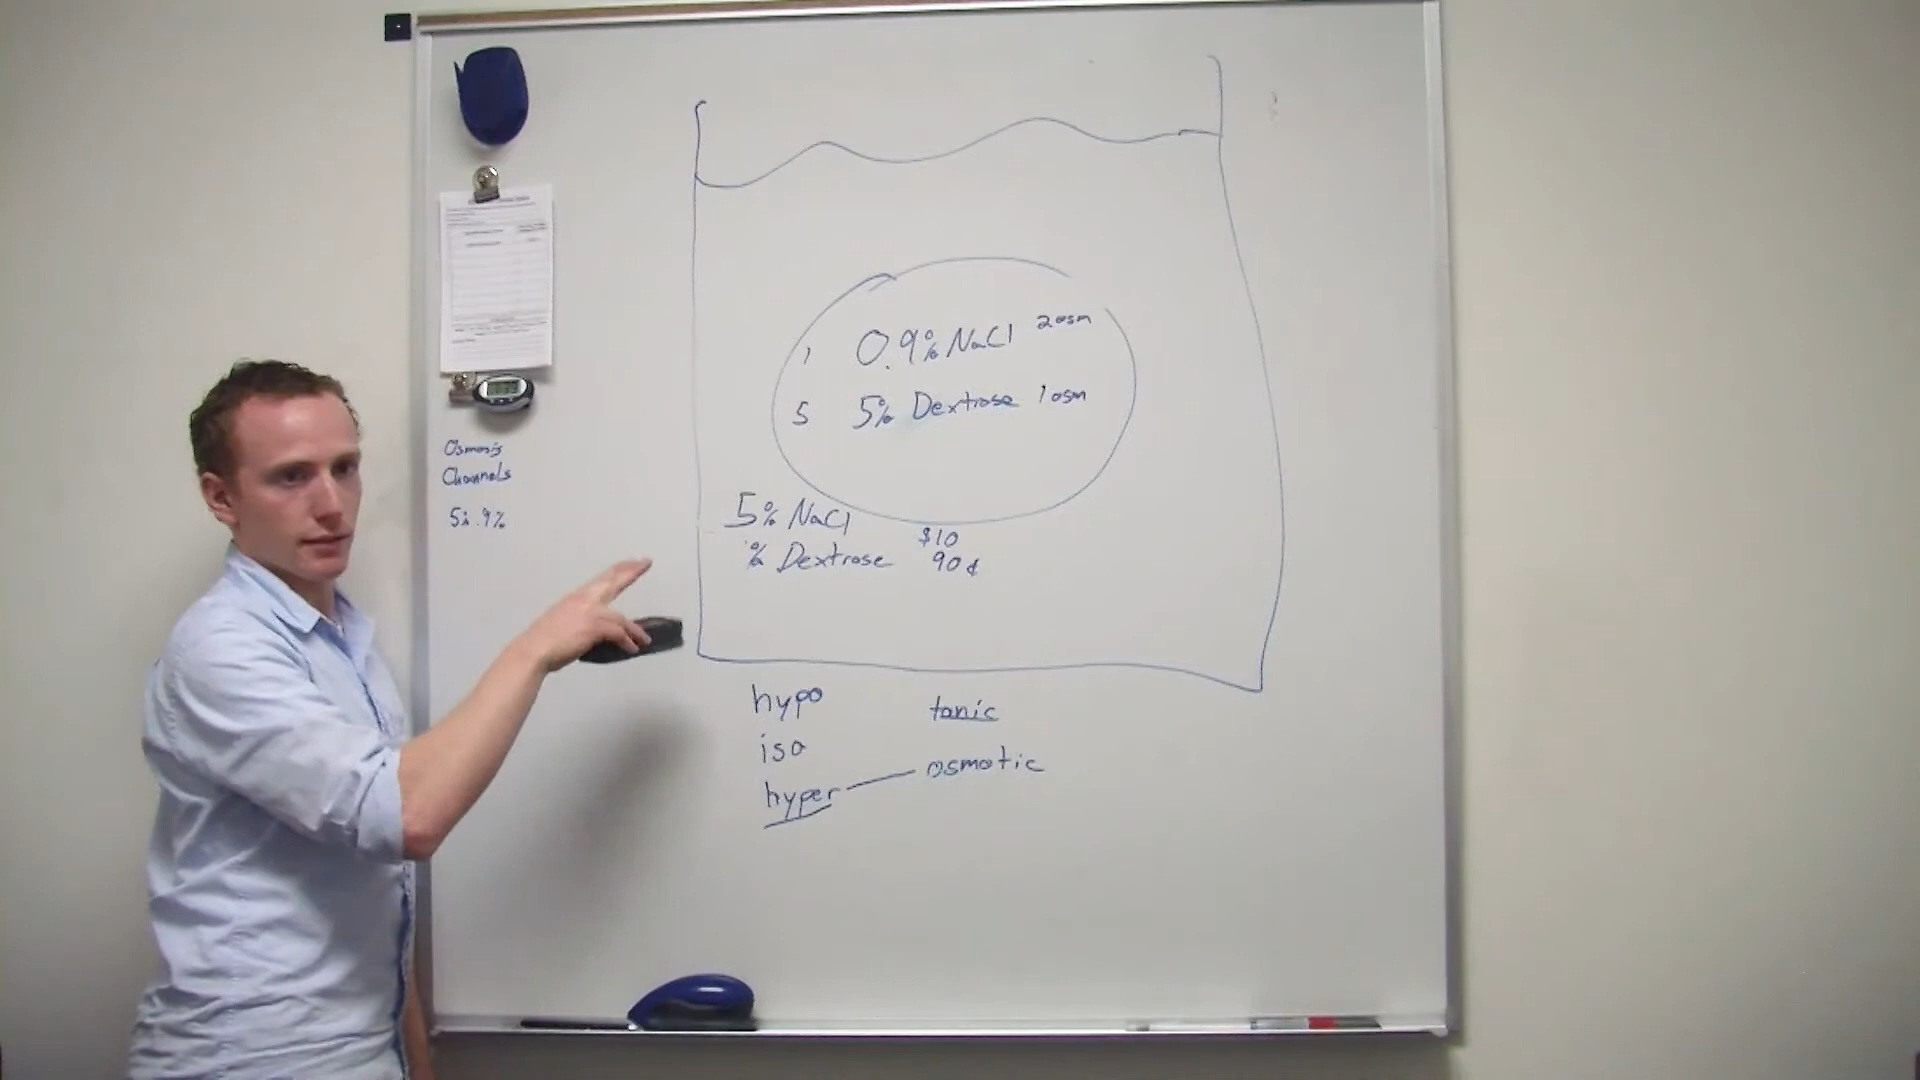 1 0.9% NaCl 2osm
5 5% Dextrose 1osm
Osmosis
Channels
5% NaCl $10
% Dextrose 90¢
hypo tonic
iso
hyper osmotic